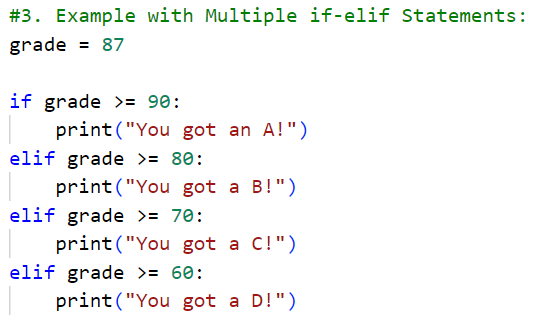 #3. Example with Multiple if-elif Statements:
grade = 87

if grade >= 90:
    print("You got an A!")
elif grade >= 80:
    print("You got a B!")
elif grade >= 70:
    print("You got a C!")
elif grade >= 60:
    print("You got a D!")